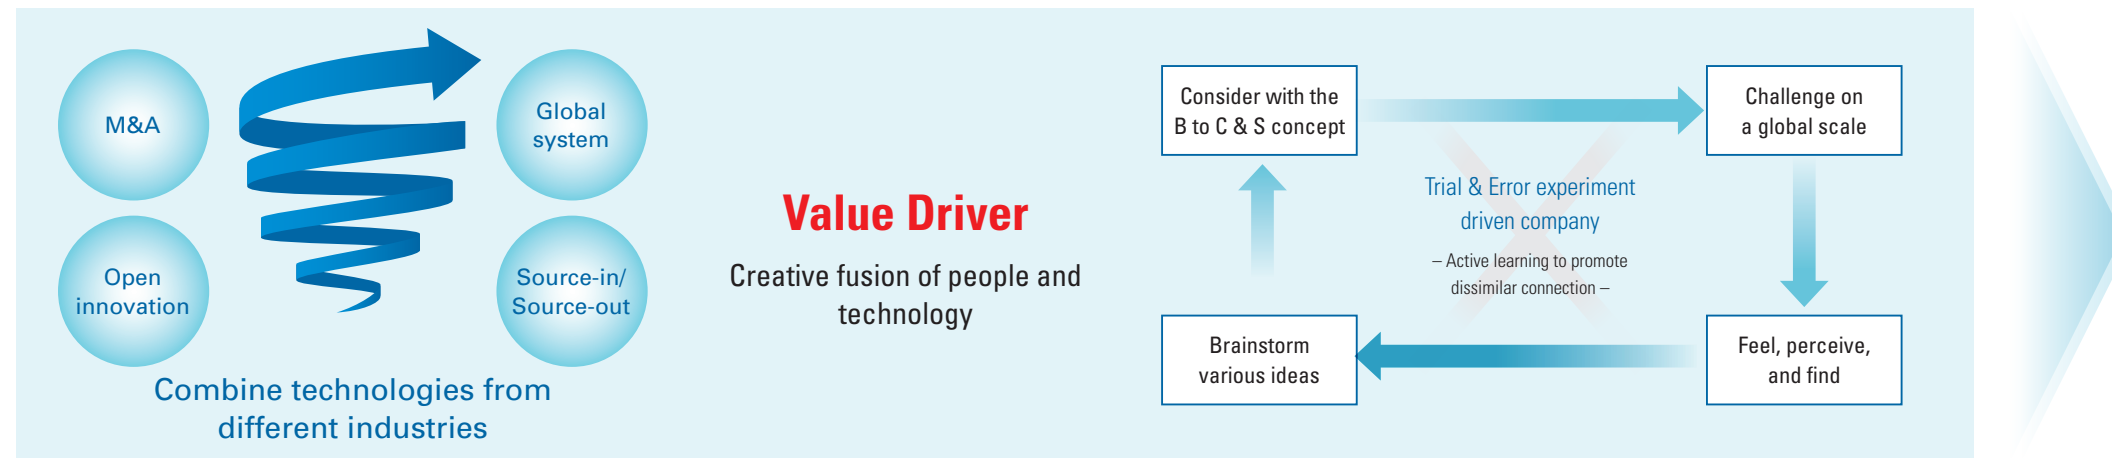 M&A
Global
system
Open
innovation
Source-in/
Source-out
Combine technologies from
different industries
Value Driver
Creative fusion of people and
technology
Consider with the
B to C & S concept
Challenge on
a global scale
Trial & Error experiment
driven company
– Active learning to promote
dissimilar connection –
Brainstorm
various ideas
Feel, perceive,
and find